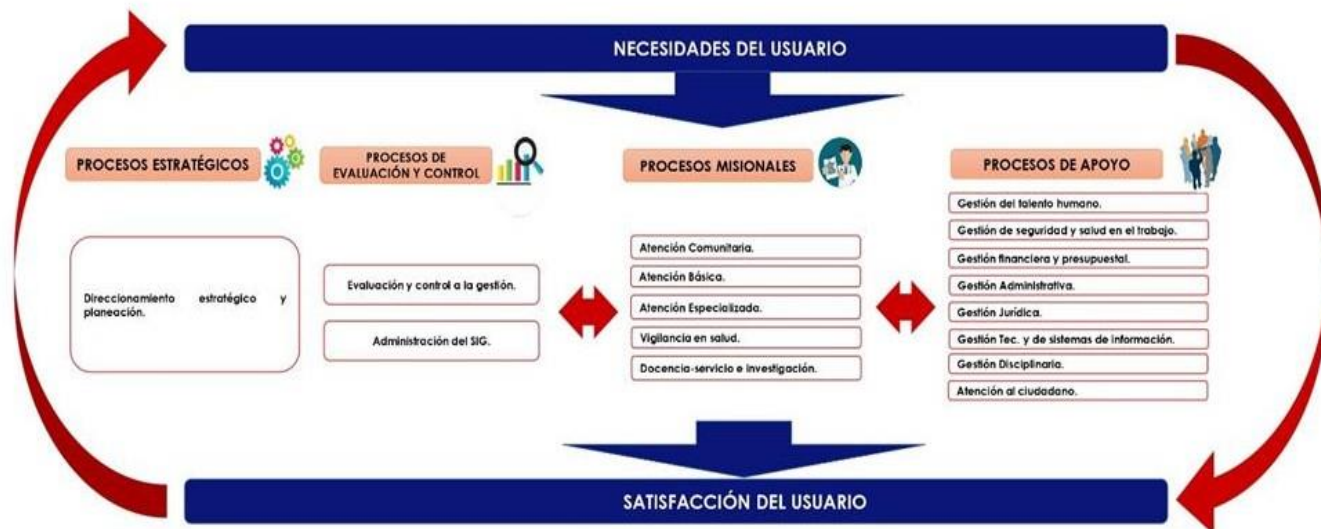 NECESIDADES DEL USUARIO
PROCESOS ESTRATÉGICOS
Direccionamiento estratégico y
planeación.
PROCESOS DE
EVALUACIÓN Y CONTROL
Evaluación y control a la gestión.
Administración del SIG.
PROCESOS MISIONALES
Atención Comunitaria.
Atención Básica.
Atención Especializada.
Vigilancia en salud.
Docencia-servicio e investigación.
PROCESOS DE APOYO
Gestión del talento humano.
Gestión de seguridad y salud en el trabajo.
Gestión financiera y presupuestal.
Gestión Administrativa.
Gestión Jurídica.
Gestión Tec. y de sistemas de información.
Gestión Disciplinaria.
Atención al ciudadano.
SATISFACCIÓN DEL USUARIO